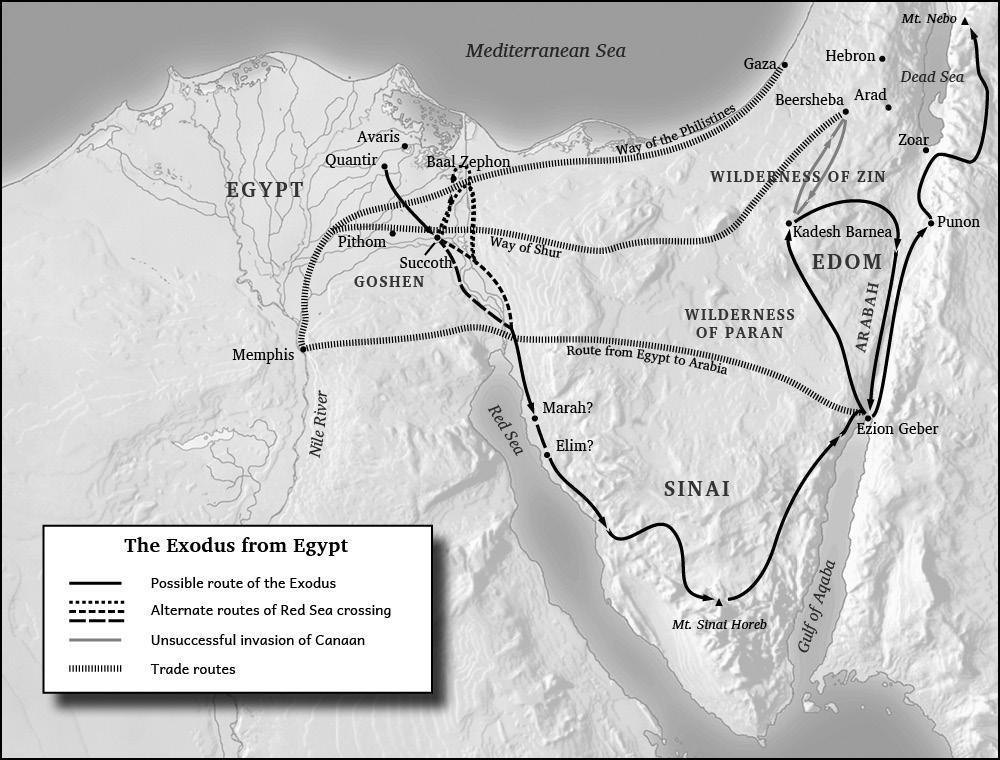 Mt. Nebo
Mediterranean Sea
Gaza
Hebron
Dead Sea
Beersheba
Arad
Way of the Philistines
Avaris
Quantir
Baal Zephon
Zoar
EGYPT
WILDERNESS OF ZIN
Pithom
Kadesh Barnea
Punon
Way of Shur
Succoth
GOSHEN
EDOM
WILDERNESS
OF PARAN
ARABAH
Memphis
Route from Egypt to Arabia
Nile River
Red Sea
Marah?
Elim?
Ezion Geber
SINAI
Mt. Sinai Horeb
Gulf of Aqaba
The Exodus from Egypt
Possible route of the Exodus
Alternate routes of Red Sea crossing
Unsuccessful invasion of Canaan
Trade routes